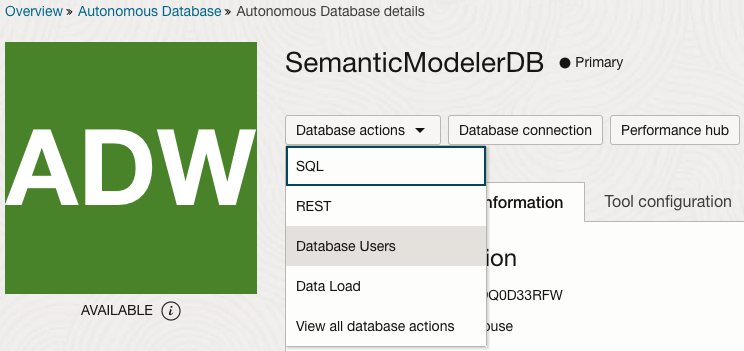 Overview » Autonomous Database » Autonomous Database details
ADW
AVAILABLE
SemanticModelerDB
Primary
Database actions
Database connection
Performance hub
SQL
REST
Database Users
Data Load
View all database actions
nformation
Tool configuration
ion
Q0D33RFW
ouse